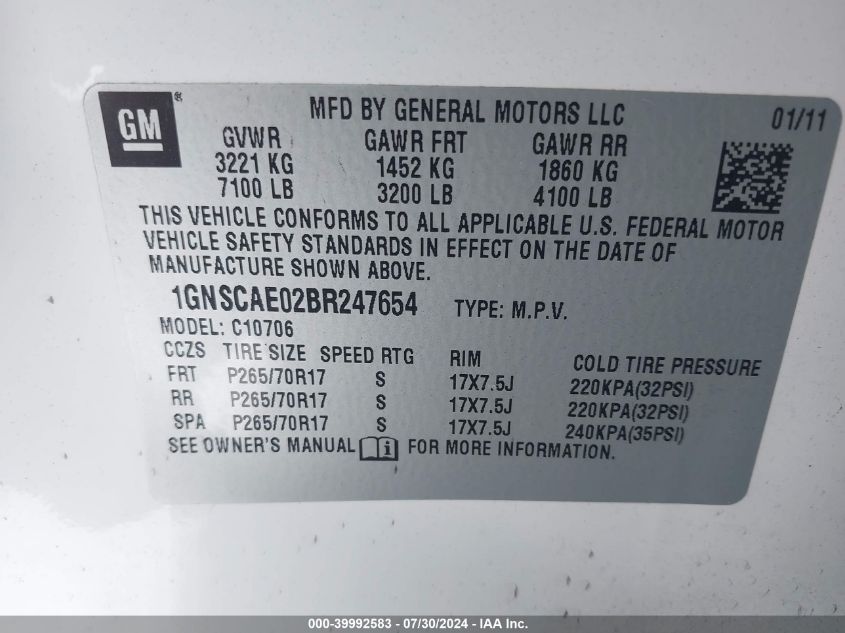 GM ®
MFD BY GENERAL MOTORS LLC
01/11
GVWR GAWR FRT GAWR RR
3221 KG 1452 KG 1860 KG
7100 LB 3200 LB 4100 LB
THIS VEHICLE CONFORMS TO ALL APPLICABLE U.S. FEDERAL MOTOR
VEHICLE SAFETY STANDARDS IN EFFECT ON THE DATE OF
MANUFACTURE SHOWN ABOVE.
1GNSCAE02BR247654 TYPE: M.P.V.
MODEL: C10706
CCZS TIRE SIZE SPEED RTG RIM COLD TIRE PRESSURE
FRT P265/70R17 S 17X7.5J 220KPA(32PSI)
RR P265/70R17 S 17X7.5J 220KPA(32PSI)
SPA P265/70R17 S 17X7.5J 240KPA(35PSI)
SEE OWNER'S MANUAL i FOR MORE INFORMATION.
000-39992583 - 07/30/2024 - IAA Inc.